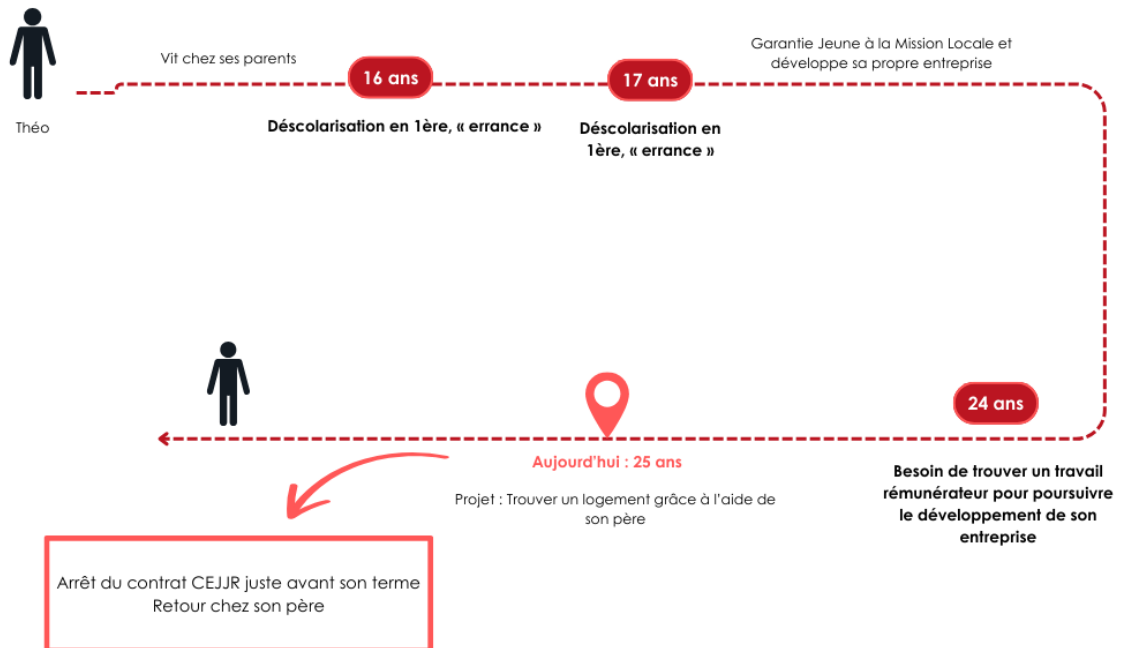 Théo
Vit chez ses parents
16 ans
Déscolarisation en 1ère, « errance »
17 ans
Déscolarisation en
1ère, « errance »
Garantie Jeune à la Mission Locale et
développe sa propre entreprise
24 ans
Besoin de trouver un travail
rémunérateur pour poursuivre
le développement de son
entreprise
Aujourd'hui : 25 ans
Projet : Trouver un logement grâce à l'aide de
son père
Arrêt du contrat CEJJR juste avant son terme
Retour chez son père